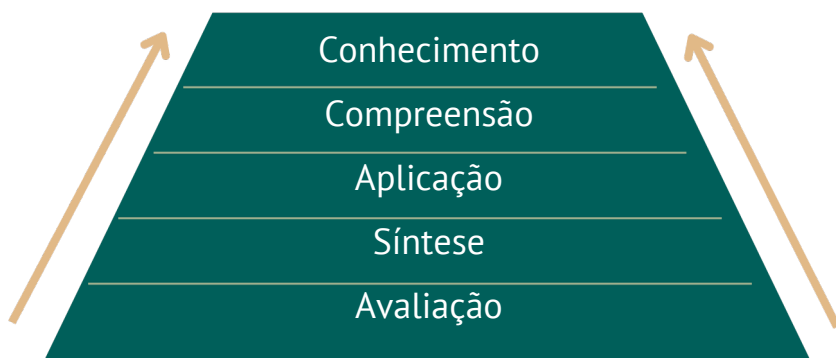 Conhecimento
Compreensão
Aplicação
Síntese
Avaliação